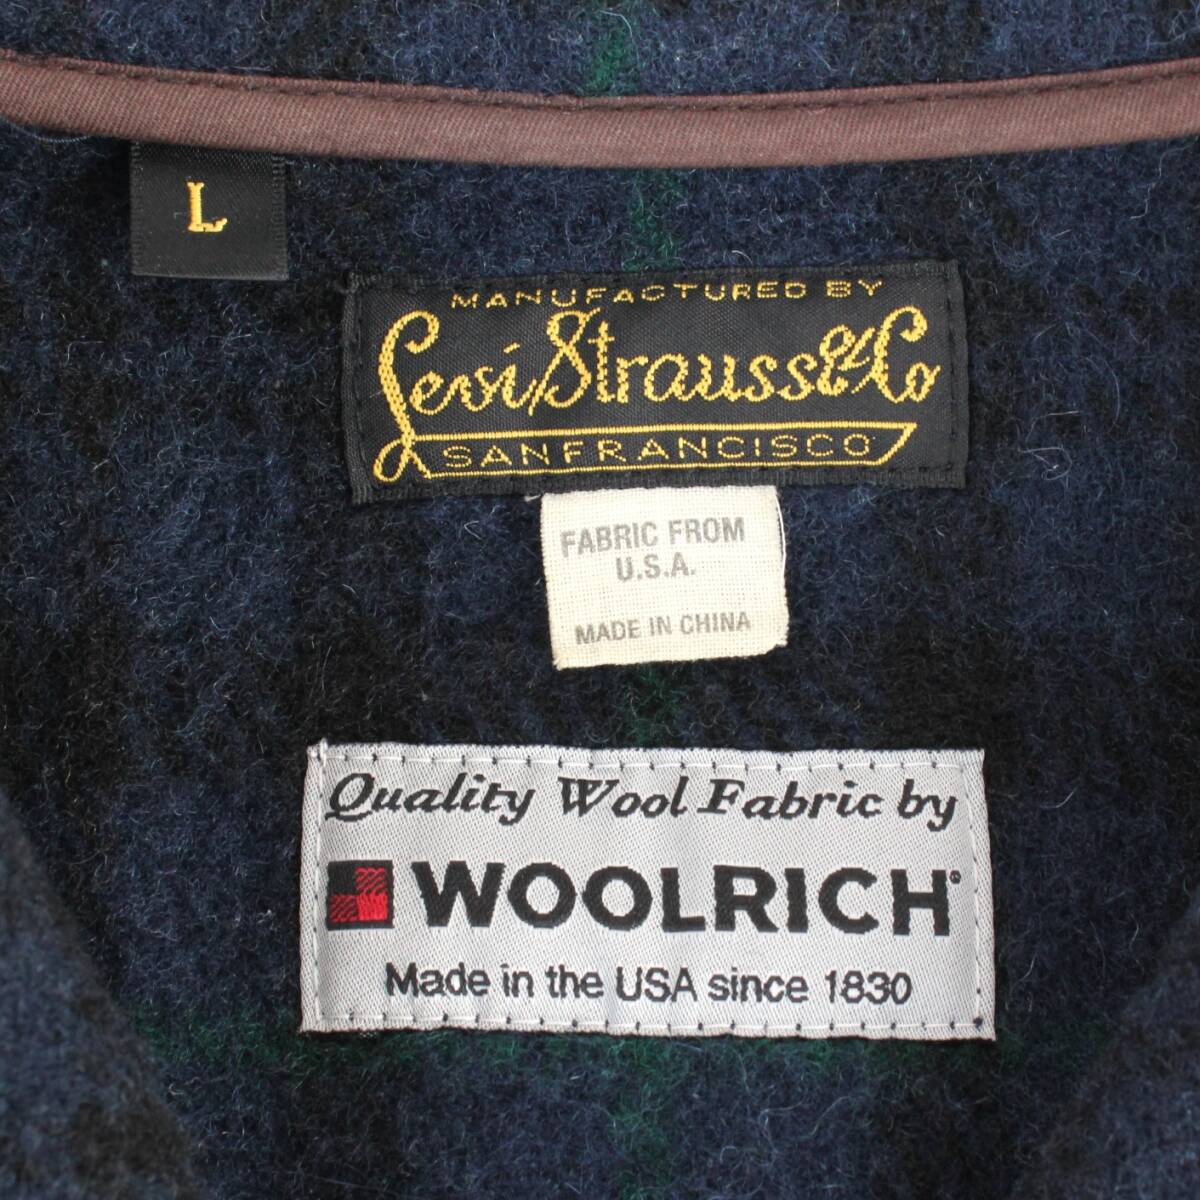 L
MANUFACTURED BY
Levi Strauss & Co
SAN FRANCISCO
FABRIC FROM
U.S.A.
MADE IN CHINA
Quality Wool Fabric by
WOOLRICH®
Made in the USA since 1830